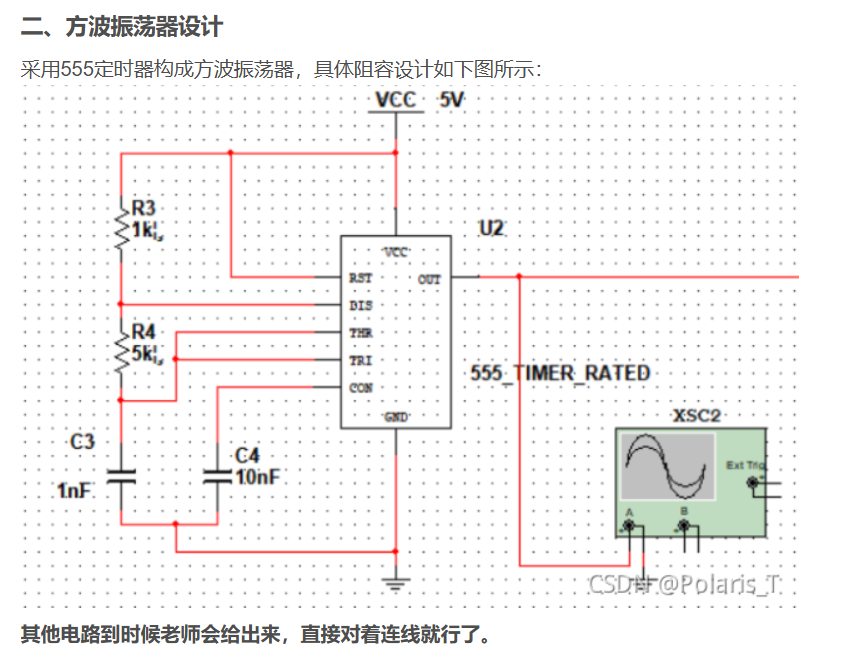 二、方波振荡器设计
采用555定时器构成方波振荡器，具体阻容设计如下图所示：
VCC 5V
R3
1kΩ
U2
VCC
RST
OUT
DIS
THR
TRI
CON
GND
R4
5kΩ
555_TIMER_RATED
XSC2
C3
1nF
C4
10nF
Ext Trig
A
B
CSDN @Polaris_T
其他电路到时候老师会给出来，直接对着连线就行了。